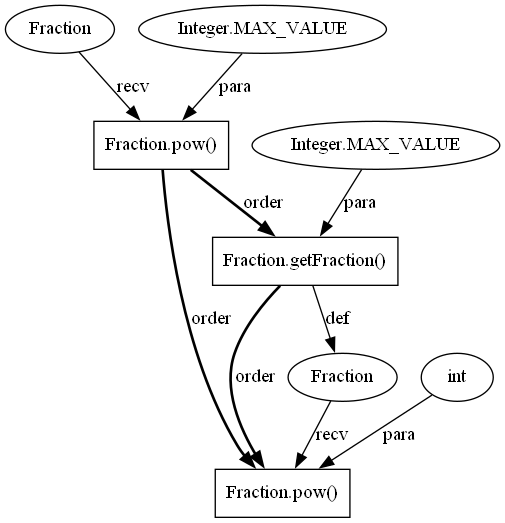 Fraction
Integer.MAX_VALUE
recv
para
Fraction.pow()
Integer.MAX_VALUE
order
para
Fraction.getFraction()
order
def
order
Fraction
int
recv
para
Fraction.pow()